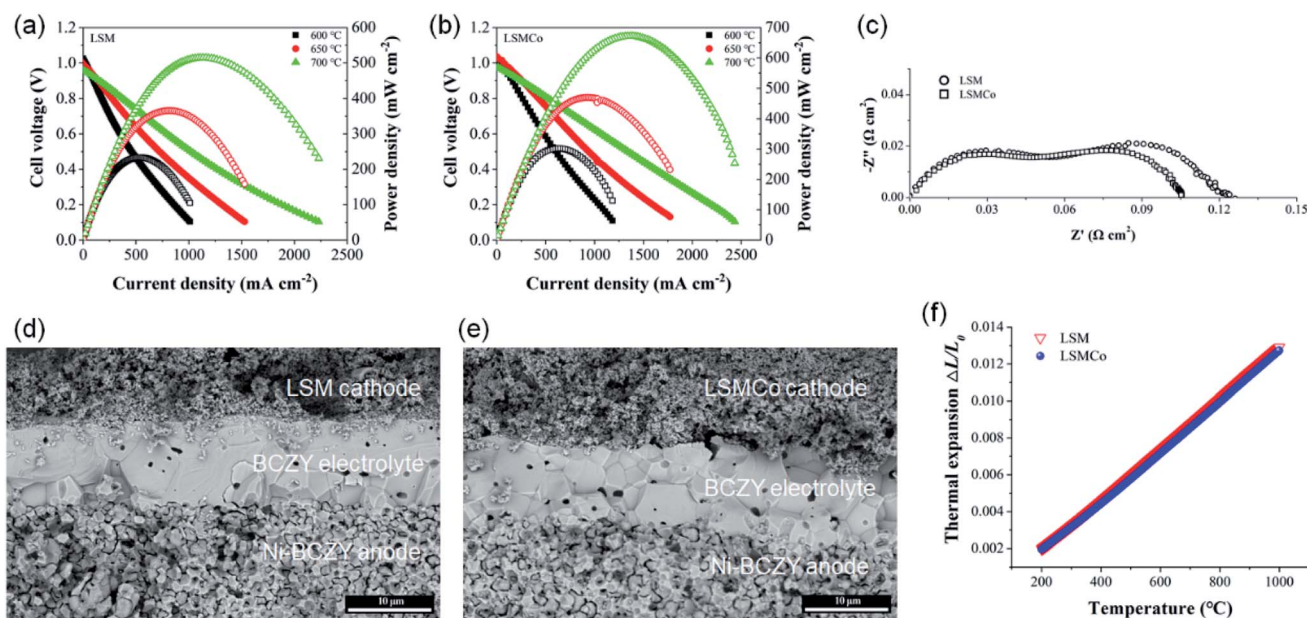 (a)
LSM
600 ℃
650 ℃
700 ℃
Cell voltage (V)
1.2
1.0
0.8
0.6
0.4
0.2
0.0
600
500
400
300
200
100
0
Power density (mW cm-2)
0 500 1000 1500 2000 2500
Current density (mA cm-2)
(b)
LSMCo
600 ℃
650 ℃
700 ℃
Cell voltage (V)
1.2
1.0
0.8
0.6
0.4
0.2
0.0
700
600
500
400
300
200
100
0
Power density (mW cm-2)
0 500 1000 1500 2000 2500
Current density (mA cm-2)
(c)
LSM
LSMCo
-Z'' (Ω cm2)
0.04
0.02
0.00
0.00 0.03 0.06 0.09 0.12 0.15
Z' (Ω cm2)
(d)
LSM cathode
BCZY electrolyte
Ni-BCZY anode
10 μm
(e)
LSMCo cathode
BCZY electrolyte
Ni-BCZY anode
10 μm
(f)
LSM
LSMCo
Thermal expansion △L/L0
0.014
0.012
0.010
0.008
0.006
0.004
0.002
200 400 600 800 1000
Temperature (℃)